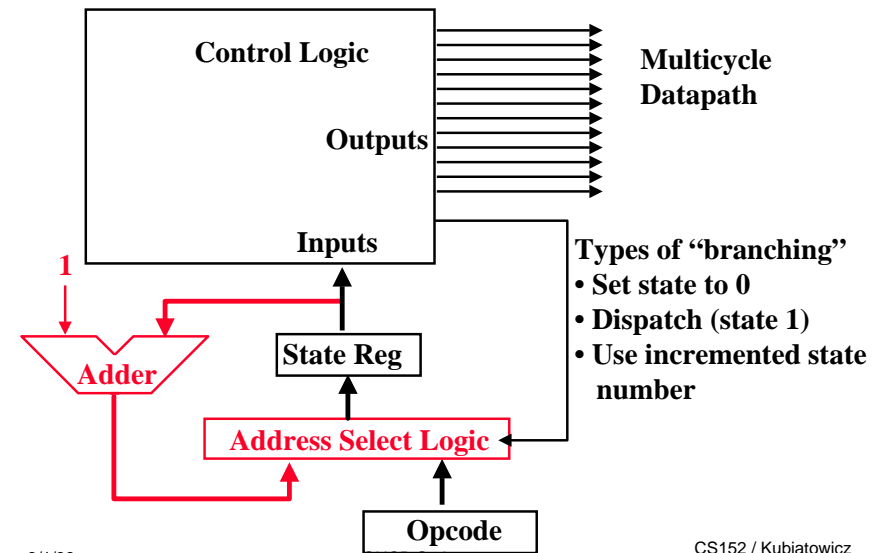 Control Logic
Multicycle
Datapath
Outputs
Inputs
Types of “branching”
• Set state to 0
• Dispatch (state 1)
• Use incremented state
number
1
State Reg
Adder
Address Select Logic
Opcode
CS152 / Kubiatowicz